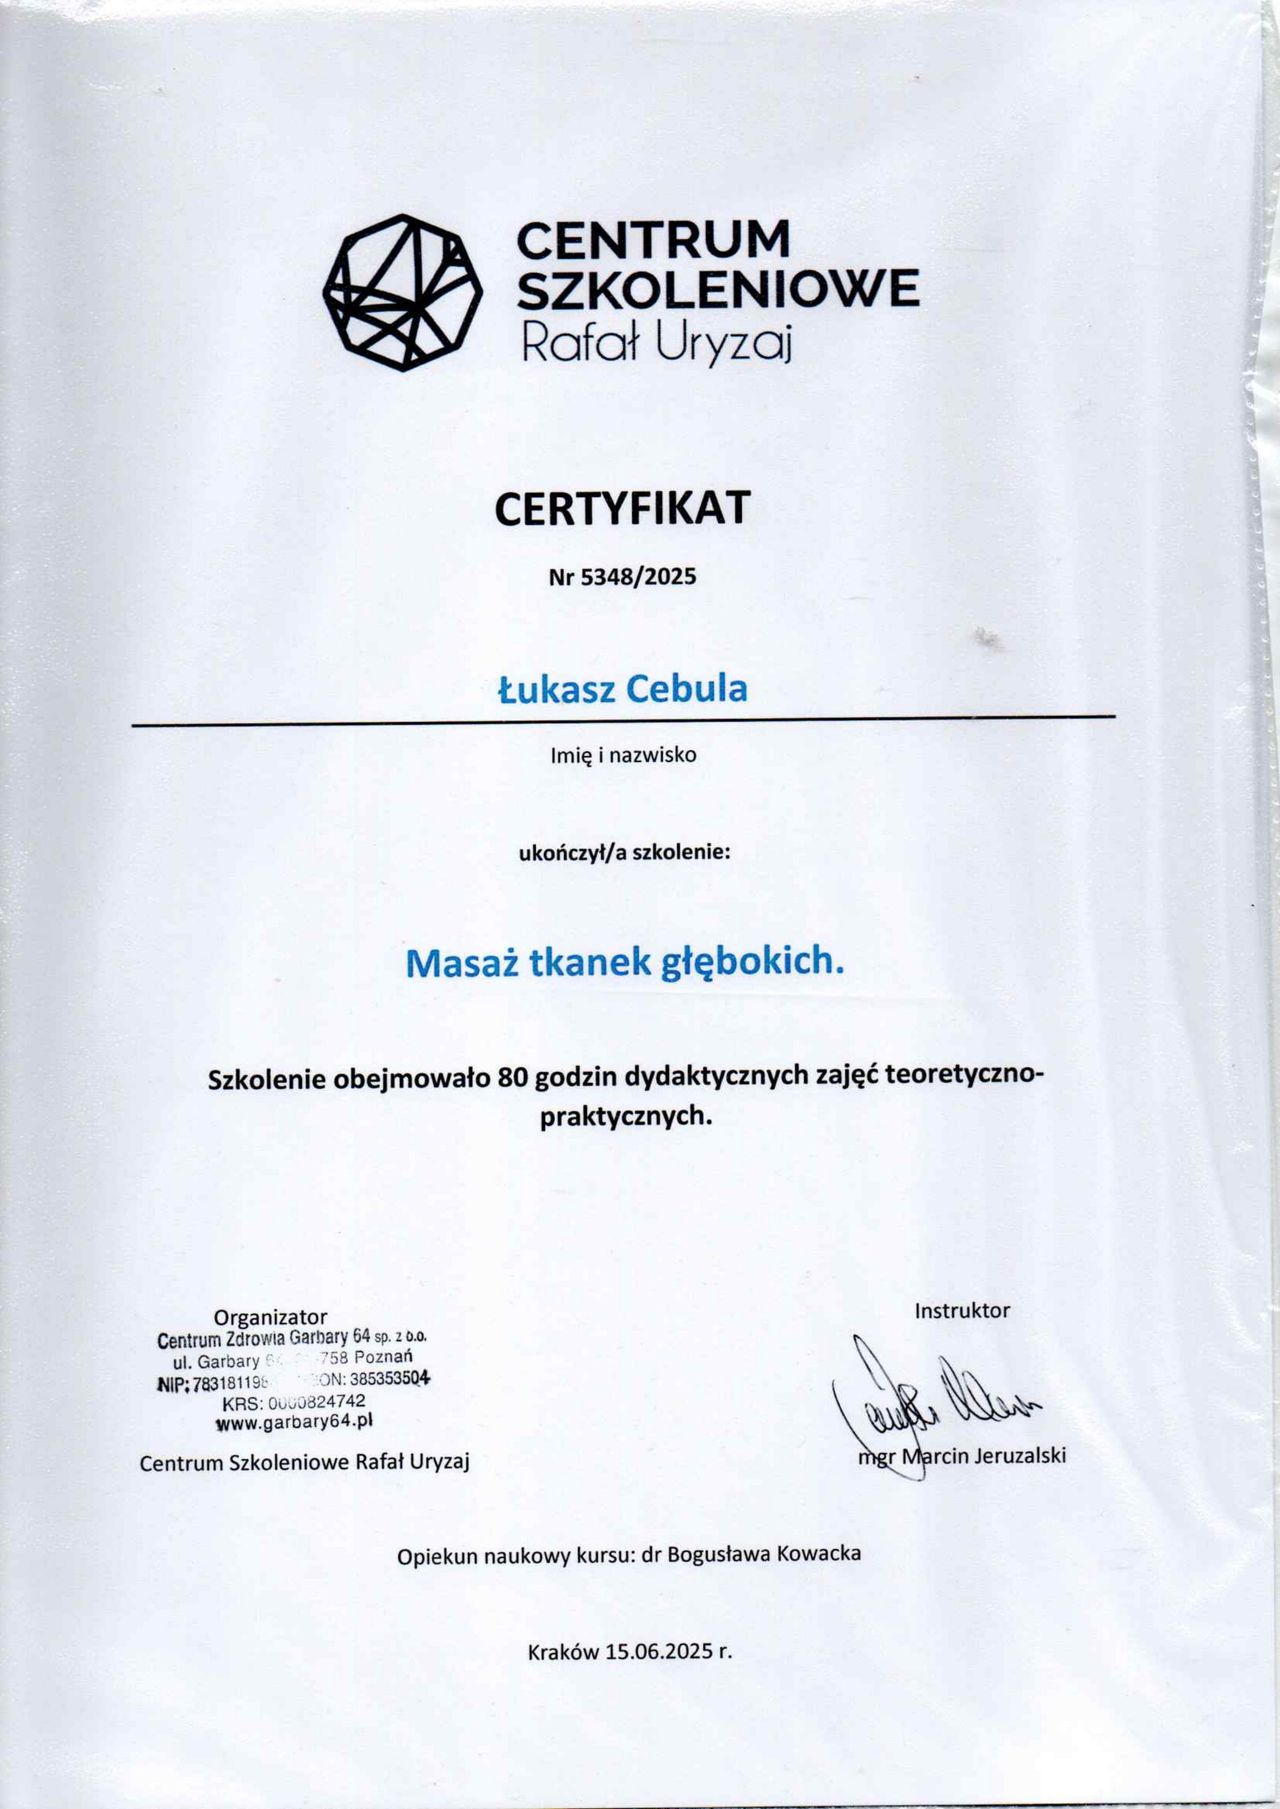 CENTRUM
SZKOLENIOWE
Rafał Uryzaj
CERTYFIKAT
Nr 5348/2025
Łukasz Cebula
Imię i nazwisko
ukończył/a szkolenie:
Masaż tkanek głębokich.
Szkolenie obejmowało 80 godzin dydaktycznych zajęć teoretyczno-
praktycznych.
Organizator
Centrum Zdrowia Garbary 64 sp. z o.o.
ul. Garbary 758 Poznań
NIP: 385353504
KRS: 0000824742
www.garbary64.pl
Centrum Szkoleniowe Rafał Uryzaj
Instruktor
mgr Marcin Jeruzalski
Opiekun naukowy kursu: dr Bogusława Kowacka
Kraków 15.06.2025 r.